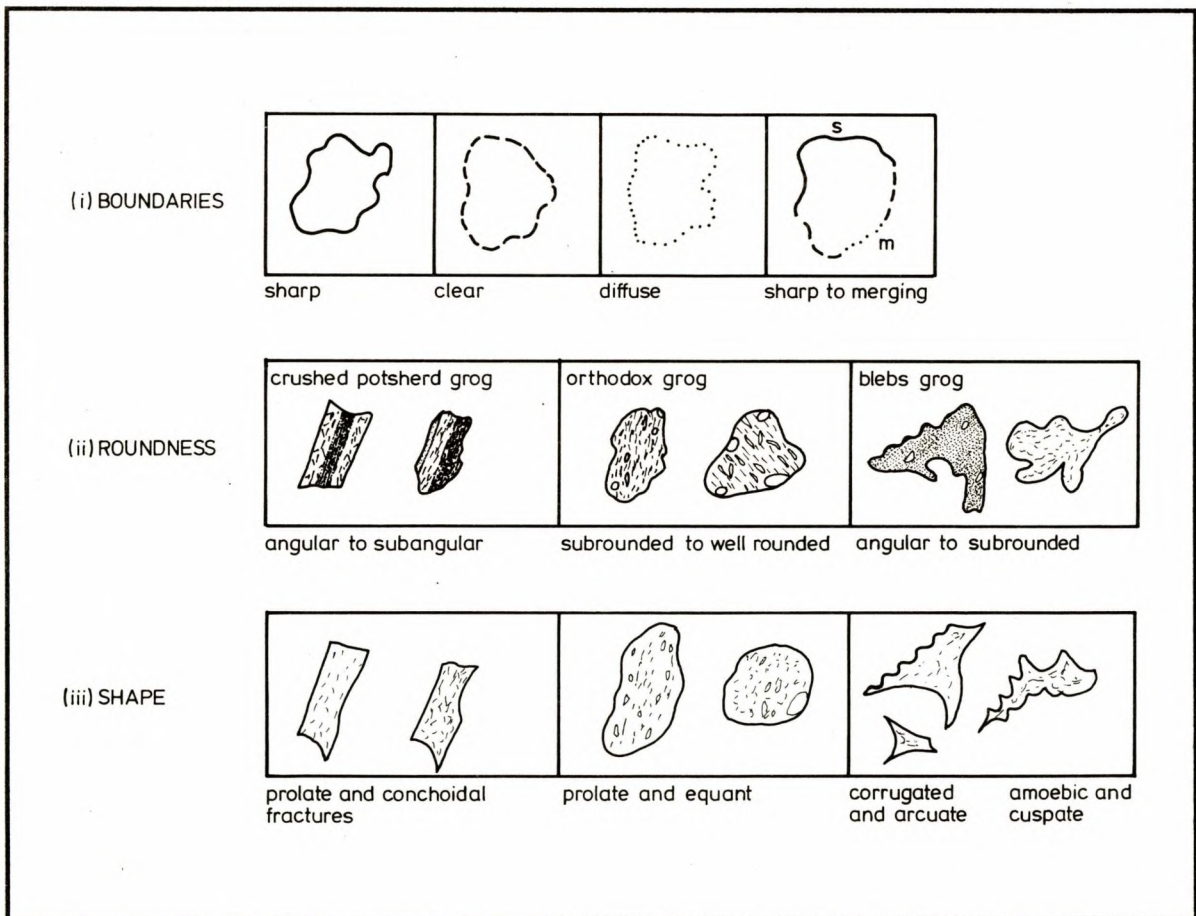 s
(i) BOUNDARIES
m
sharp
clear
diffuse
sharp to merging
crushed potsherd grog
orthodox grog
blebs grog
(ii) ROUNDNESS
angular to subangular
subrounded to well rounded
angular to subrounded
(iii) SHAPE
prolate and conchoidal
fractures
prolate and equant
corrugated
and arcuate
amoebic and
cuspate